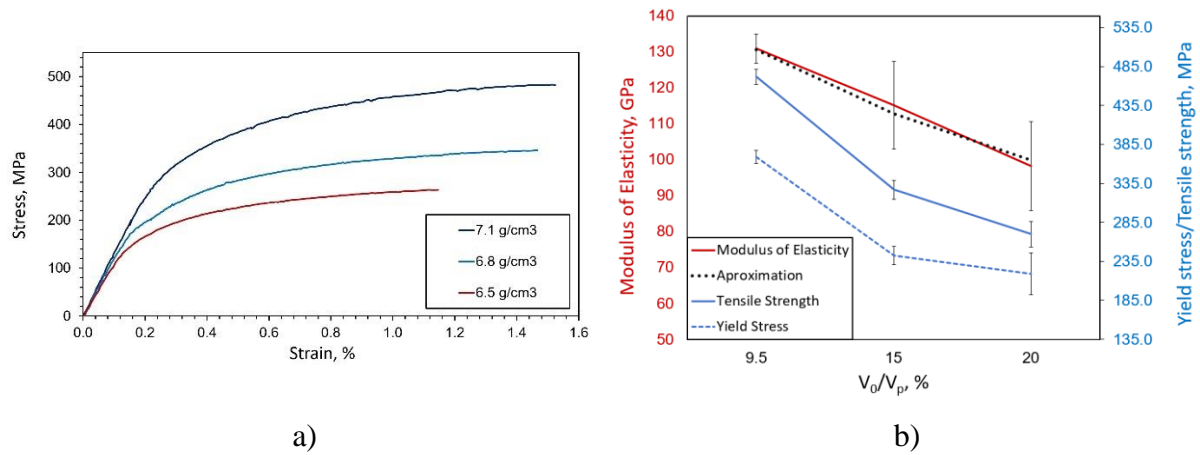 Stress, MPa
500
400
300
200
100
0
0.0 0.2 0.4 0.6 0.8 1.0 1.2 1.4 1.6
Strain, %
7.1 g/cm3
6.8 g/cm3
6.5 g/cm3
a)
Modulus of Elasticity, GPa
140
130
120
110
100
90
80
70
60
50
Modulus of Elasticity
Aproximation
Tensile Strength
Yield Stress
9.5 15 20
V₀/Vₚ, %
535.0
485.0
435.0
385.0
335.0
285.0
235.0
185.0
135.0
Yield stress/Tensile strength, MPa
b)